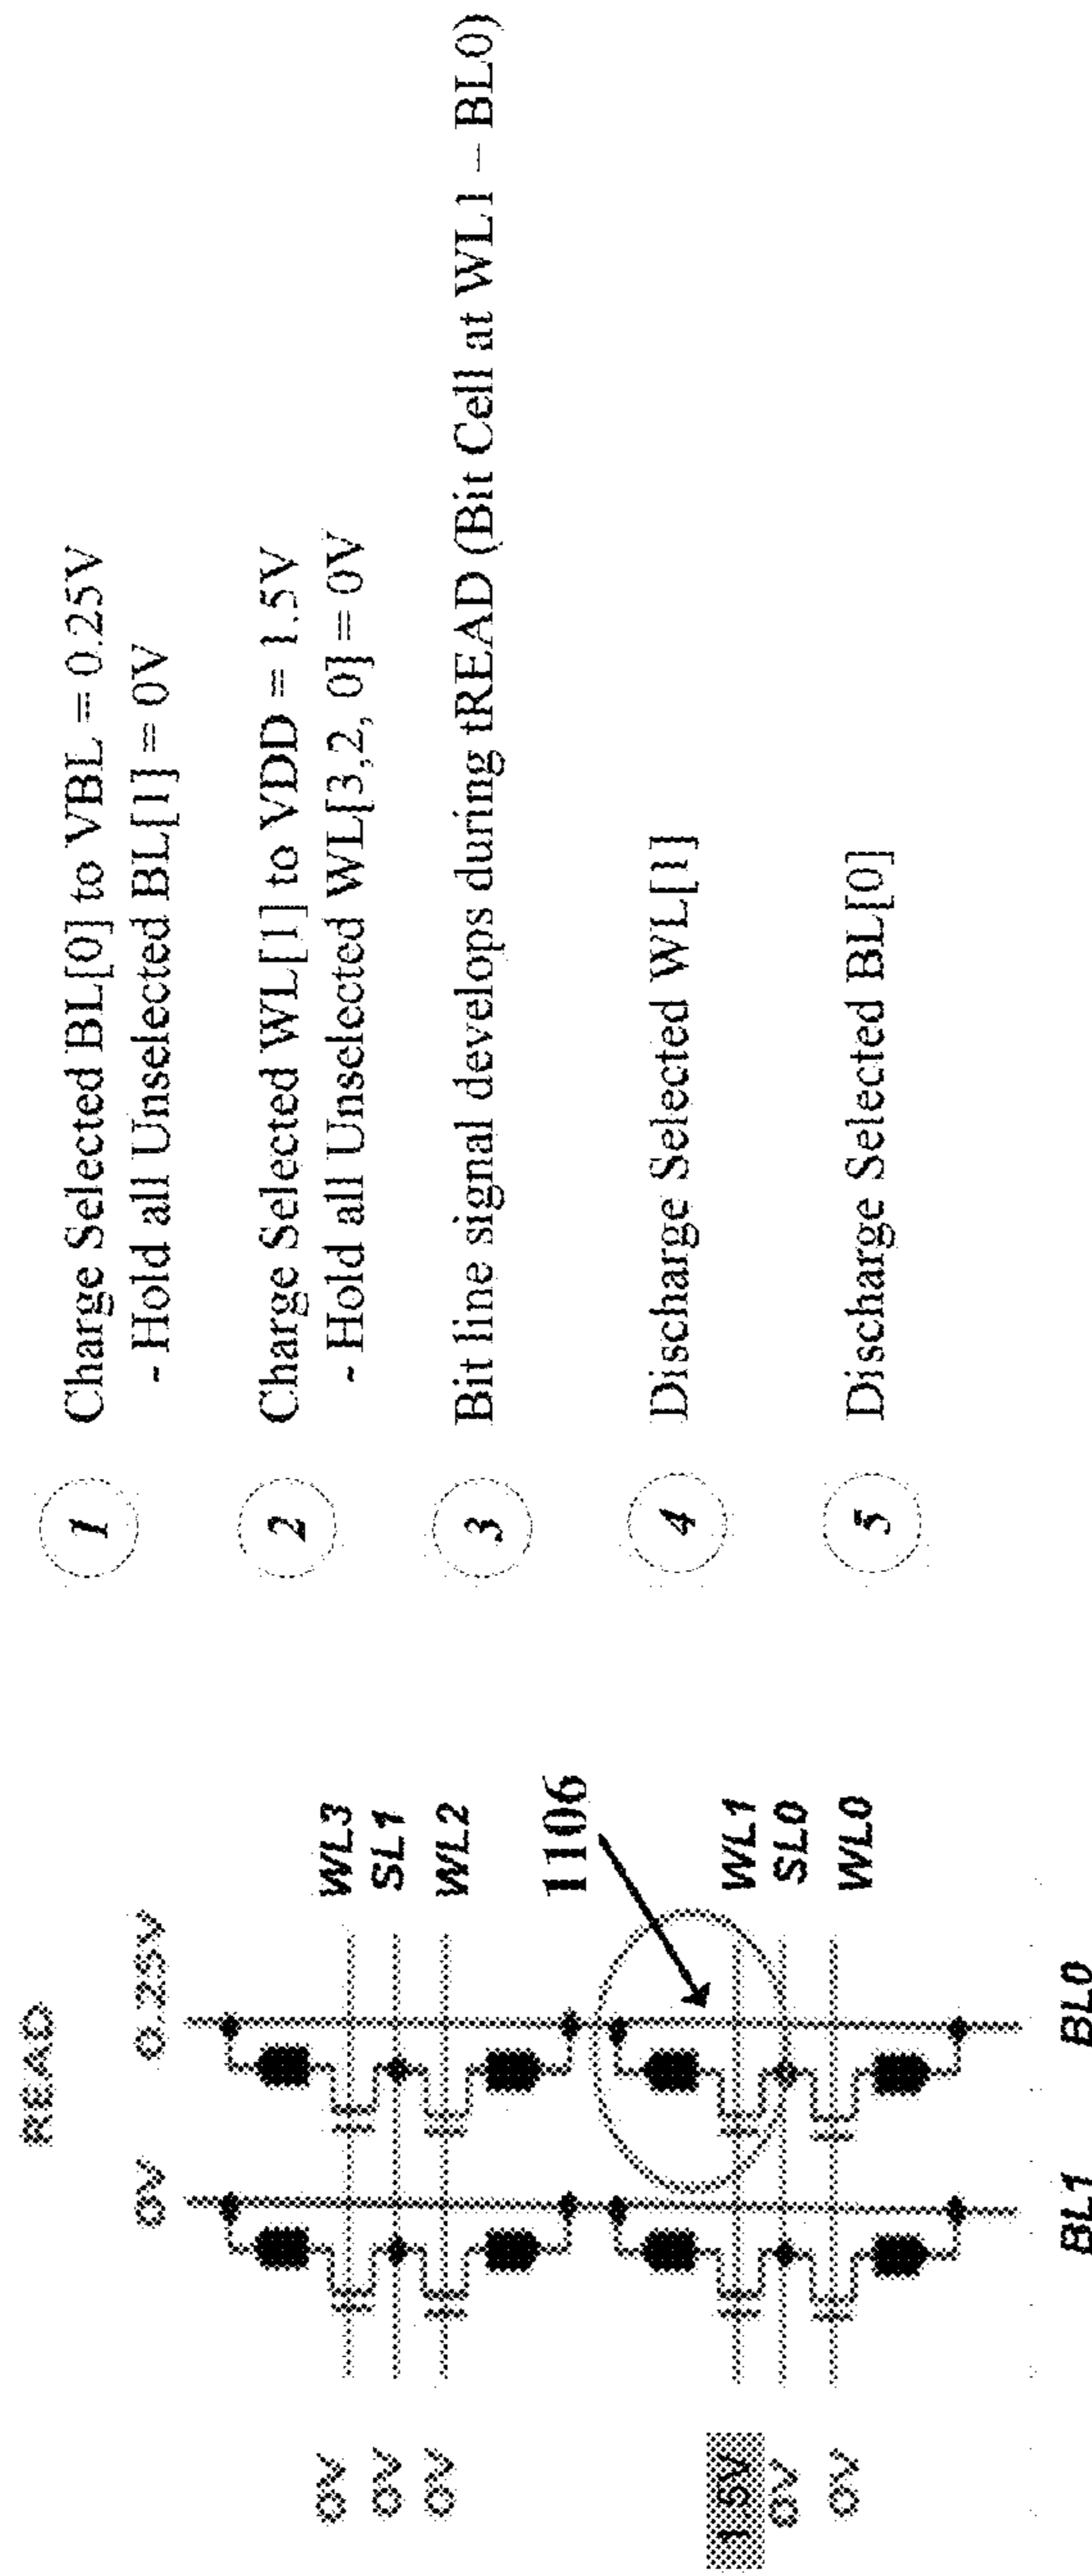 READ
0V 0.25V
0V WL3
0V SL1
0V WL2
1106
1.5V WL1
0V SL0
0V WL0
BL1 BL0
1 Charge Selected BL[0] to VBL = 0.25V
- Hold all Unselected BL[1] = 0V
2 Charge Selected WL[1] to VDD = 1.5V
- Hold all Unselected WL[3,2, 0] = 0V
3 Bit line signal develops during tREAD (Bit Cell at WL1 – BL0)
4 Discharge Selected WL[1]
5 Discharge Selected BL[0]